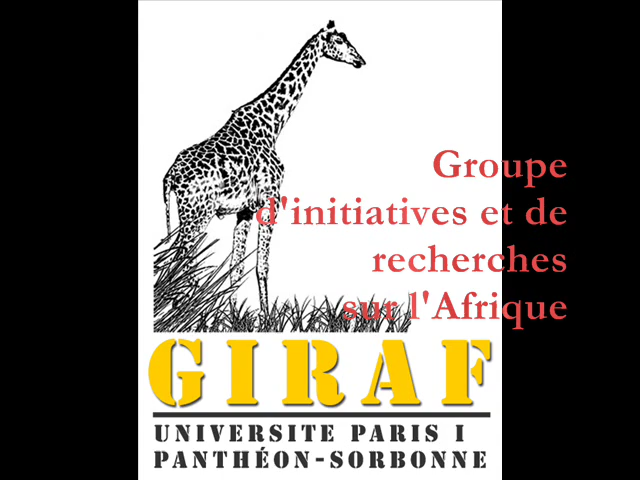 Groupe
d'initiatives et de
recherches
sur l'Afrique
GIRAF
UNIVERSITE PARIS I
PANTHÉON-SORBONNE